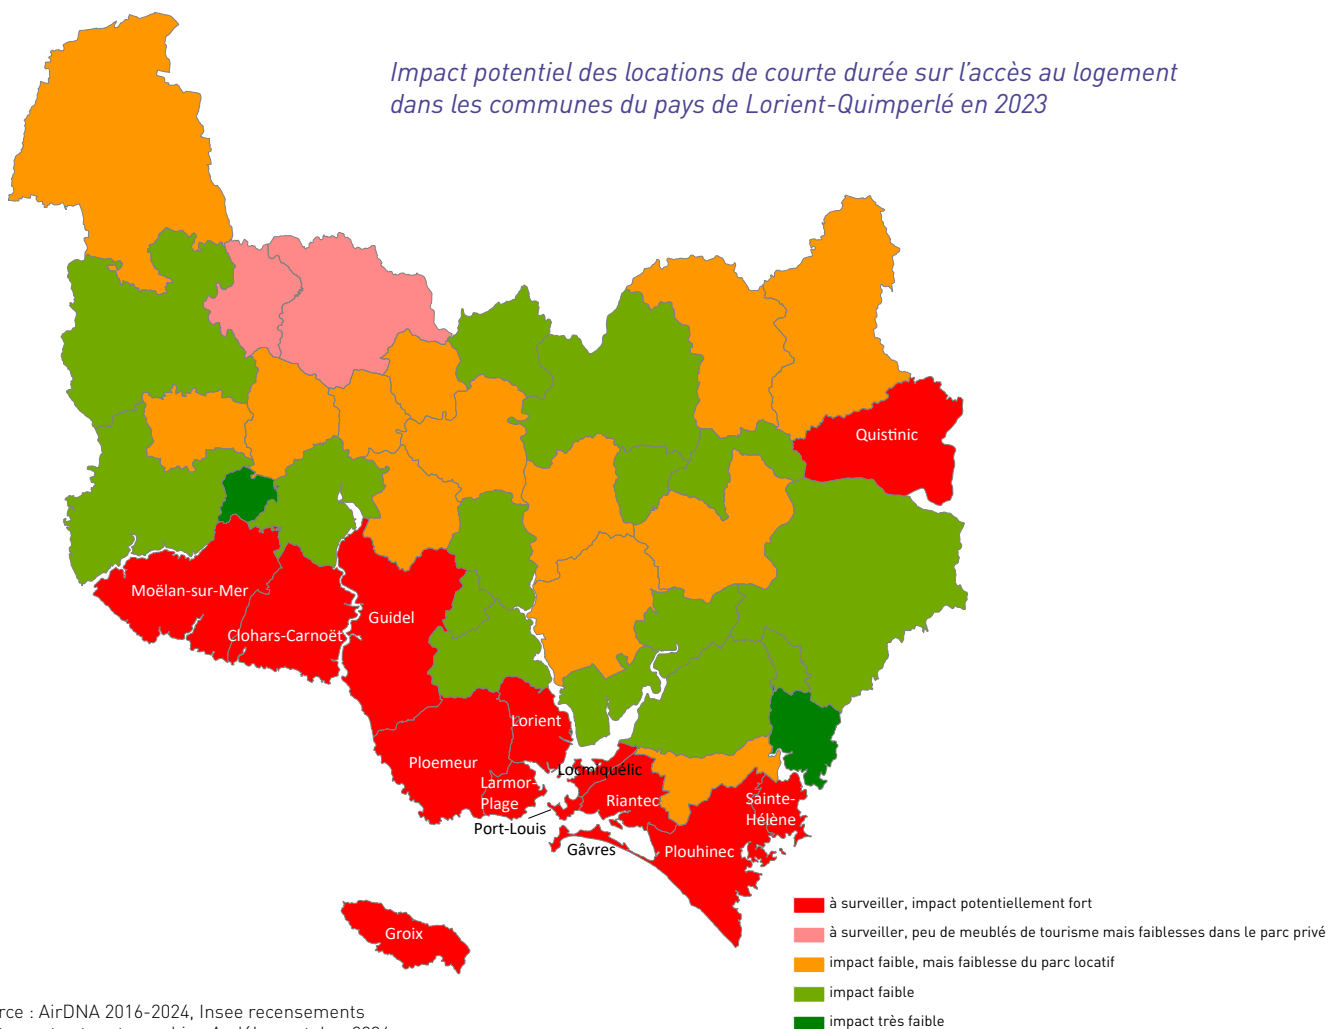 Impact potentiel des locations de courte durée sur l'accès au logement
dans les communes du pays de Lorient-Quimperlé en 2023
Quistinic
Moëlan-sur-Mer
Clohars-Carnoët
Guidel
Lorient
Ploemeur
Locmiquélic
Larmor-
Plage
Riantec
Sainte-
Hélène
Port-Louis
Gâvres
Plouhinec
Groix
à surveiller, impact potentiellement fort
à surveiller, peu de meublés de tourisme mais faiblesses dans le parc privé
impact faible, mais faiblesse du parc locatif
impact faible
impact très faible
rce : AirDNA 2016-2024, Insee recensements